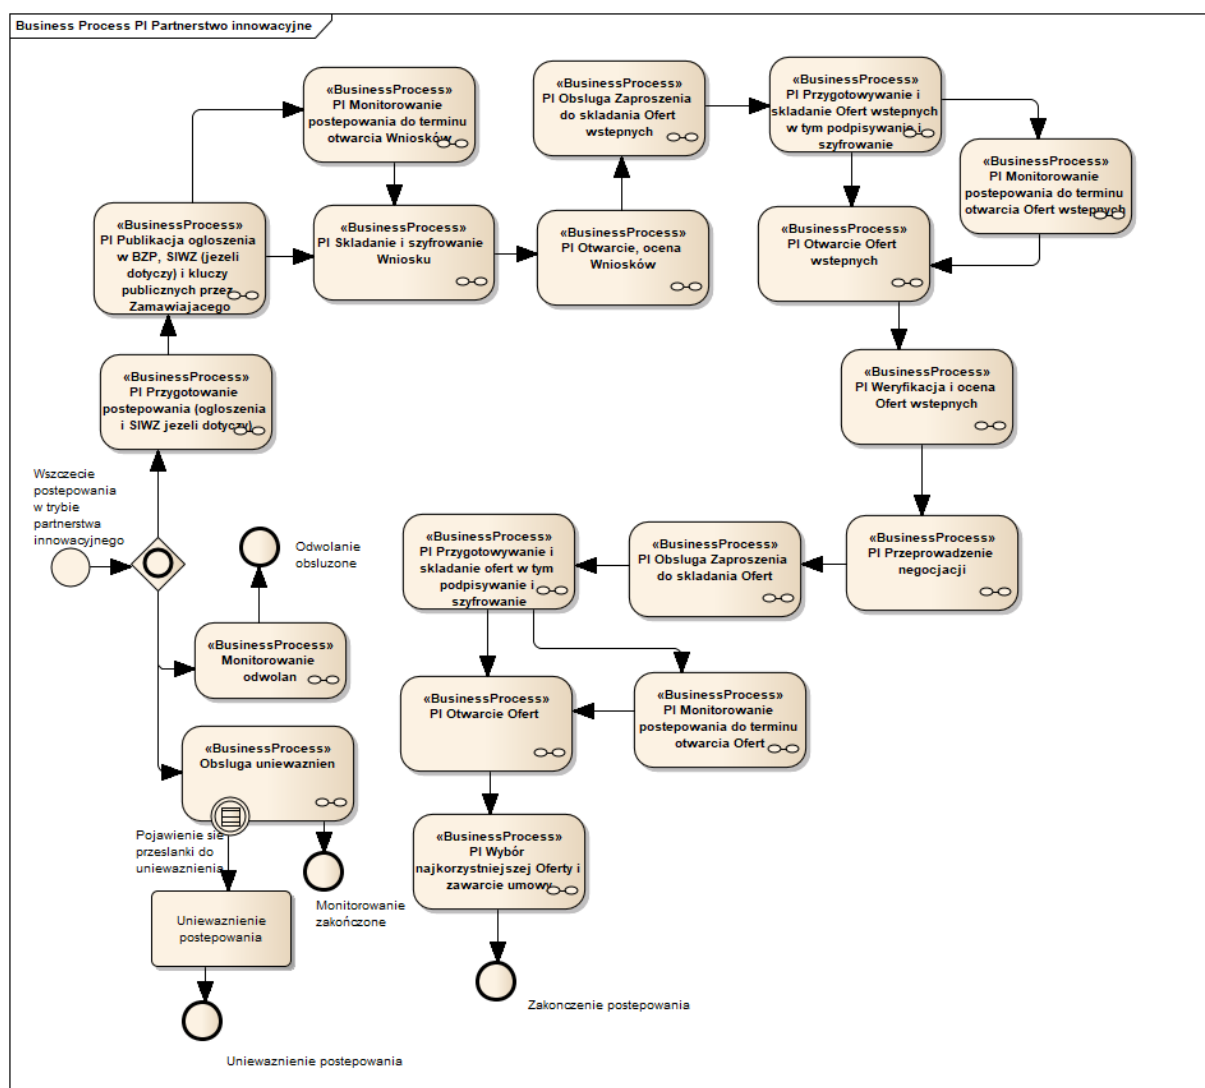 Business Process PI Partnerstwo innowacyjne
«BusinessProcess»
PI Monitorowanie
postepowania do terminu
otwarcia Wniosków
«BusinessProcess»
PI Obsluga Zaproszenia
do skladania Ofert
wstepnych
«BusinessProcess»
PI Przygotowywanie i
skladanie Ofert wstepnych
w tym podpisywanie i
szyfrowanie
«BusinessProcess»
PI Monitorowanie
postepowania do terminu
otwarcia Ofert wstepnych
«BusinessProcess»
PI Publikacja ogloszenia
w BZP, SIWZ (jezeli
dotyczy) i kluczy
publicznych przez
Zamawiajacego
«BusinessProcess»
PI Skladanie i szyfrowanie
Wniosku
«BusinessProcess»
PI Otwarcie, ocena
Wniosków
«BusinessProcess»
PI Otwarcie Ofert
wstepnych
«BusinessProcess»
PI Przygotowanie
postepowania (ogloszenia
i SIWZ jezeli dotyczy)
«BusinessProcess»
PI Weryfikacja i ocena
Ofert wstepnych
Wszczecie
postepowania
w trybie
partnerstwa
innowacyjnego
Odwolanie
obsluzone
«BusinessProcess»
PI Przygotowywanie i
skladanie ofert w tym
podpisywanie i
szyfrowanie
«BusinessProcess»
PI Obsluga Zaproszenia
do skladania Ofert
«BusinessProcess»
PI Przeprowadzenie
negocjacji
«BusinessProcess»
Monitorowanie
odwolan
«BusinessProcess»
PI Otwarcie Ofert
«BusinessProcess»
PI Monitorowanie
postepowania do terminu
otwarcia Ofert
«BusinessProcess»
Obsluga uniewaznien
Pojawienie sie
przeslanki do
uniewaznienia
«BusinessProcess»
PI Wybór
najkorzystniejszej Oferty i
zawarcie umowy
Monitorowanie
zakończone
Uniewaznienie
postepowania
Zakonczenie postepowania
Uniewaznienie postepowania